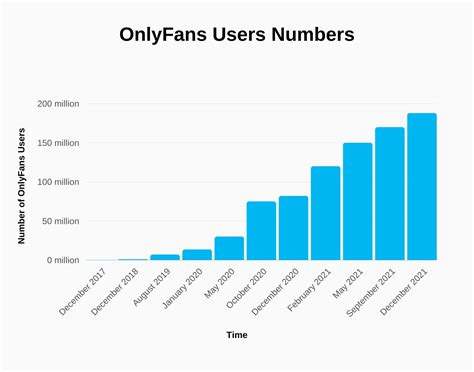 OnlyFans Users Numbers
Number of OnlyFans Users
200 million
150 million
100 million
50 million
0 million
December 2017
December 2018
August 2019
January 2020
May 2020
October 2020
December 2020
February 2021
May 2021
September 2021
December 2021
Time